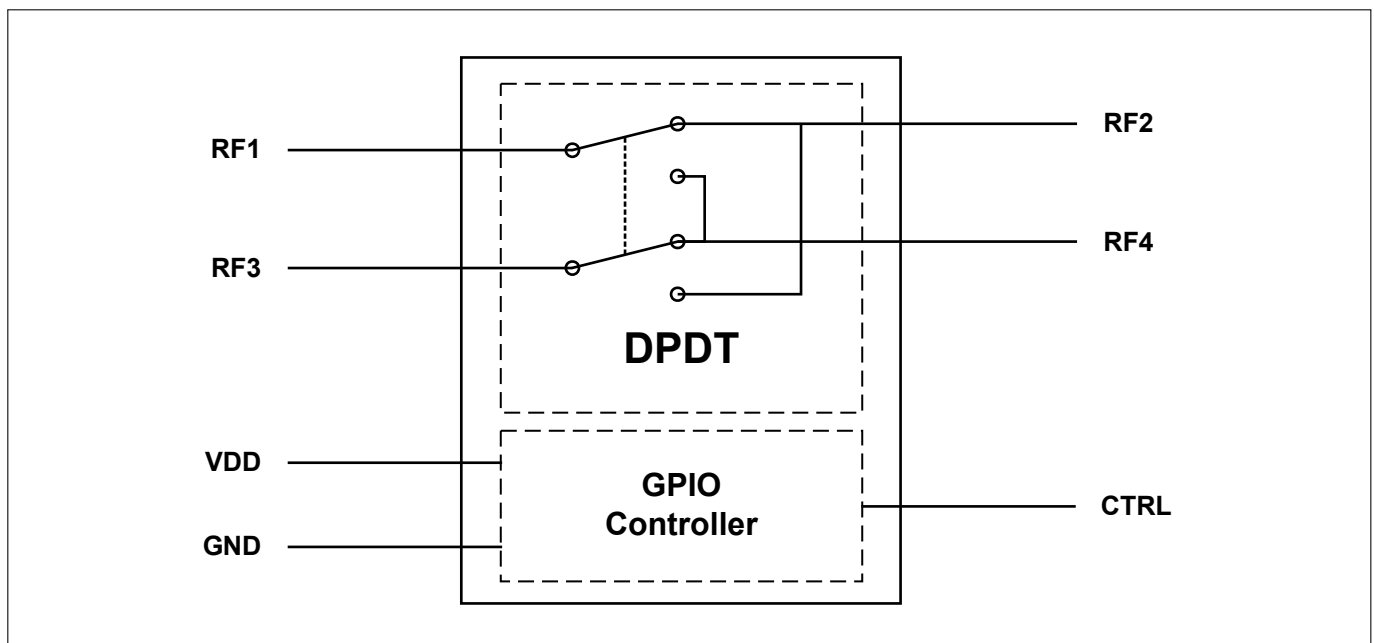 RF1
RF2
RF3
RF4
DPDT
VDD
GND
GPIO
Controller
CTRL